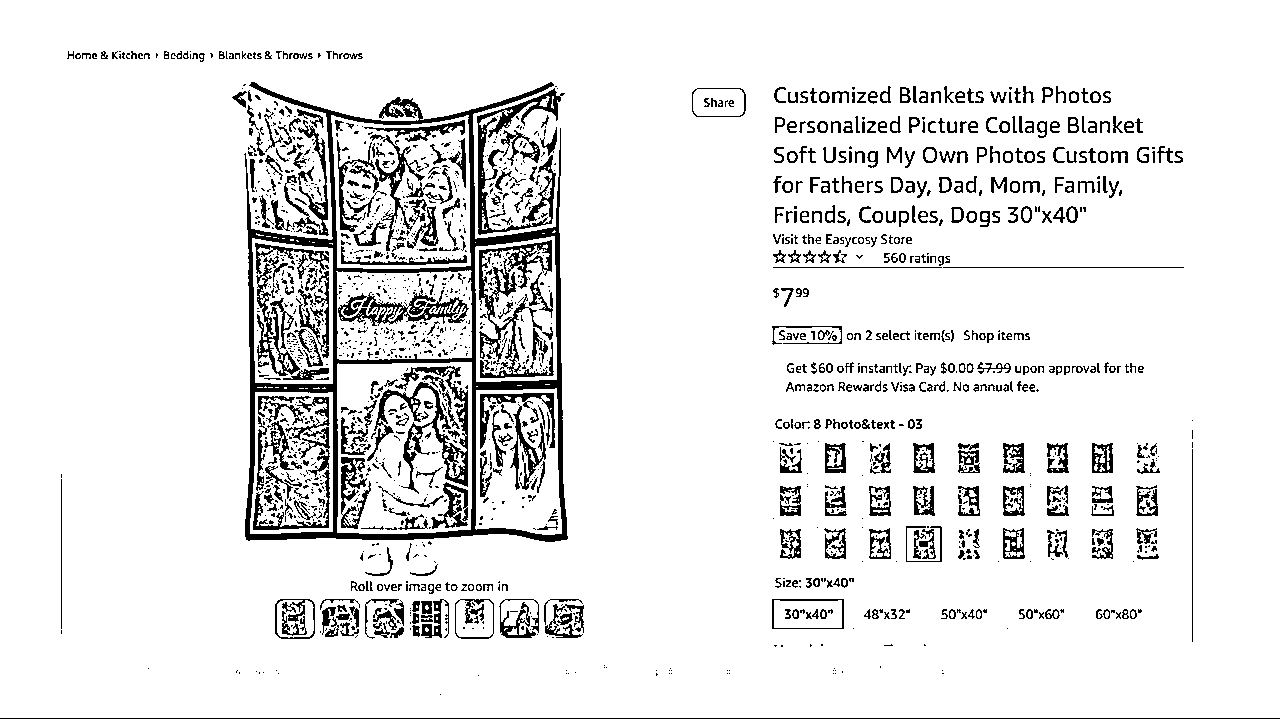 Home & Kitchen › Bedding › Blankets & Throws › Throws
Share
Customized Blankets with Photos
Personalized Picture Collage Blanket
Soft Using My Own Photos Custom Gifts
for Fathers Day, Dad, Mom, Family,
Friends, Couples, Dogs 30"x40"
Visit the Easycosy Store
560 ratings
$7.99
Save 10% on 2 select item(s) Shop items
Get $60 off instantly: Pay $0.00 $7.99 upon approval for the
Amazon Rewards Visa Card. No annual fee.
Happy Family
Color: 8 Photo&text - 03
Roll over image to zoom in
Size: 30"x40"
30"x40" 48"x32" 50"x40" 50"x60" 60"x80"